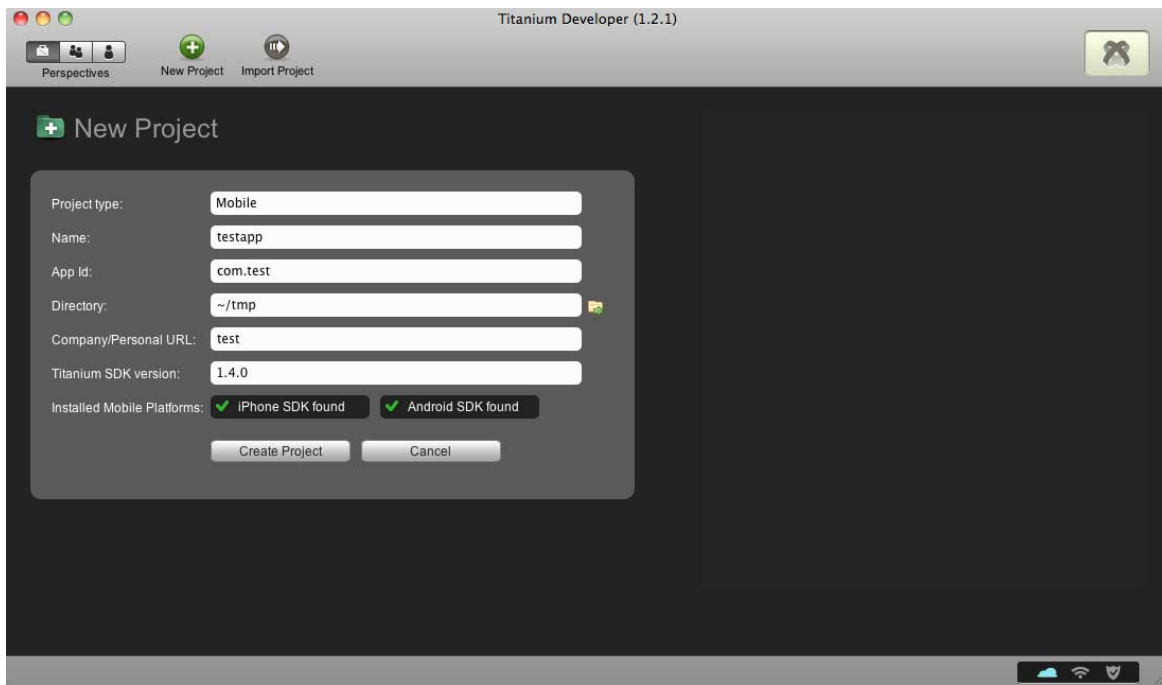 Titanium Developer (1.2.1)
Perspectives New Project Import Project
New Project
Project type: Mobile
Name: testapp
App Id: com.test
Directory: ~/tmp
Company/Personal URL: test
Titanium SDK version: 1.4.0
Installed Mobile Platforms: iPhone SDK found Android SDK found
Create Project Cancel